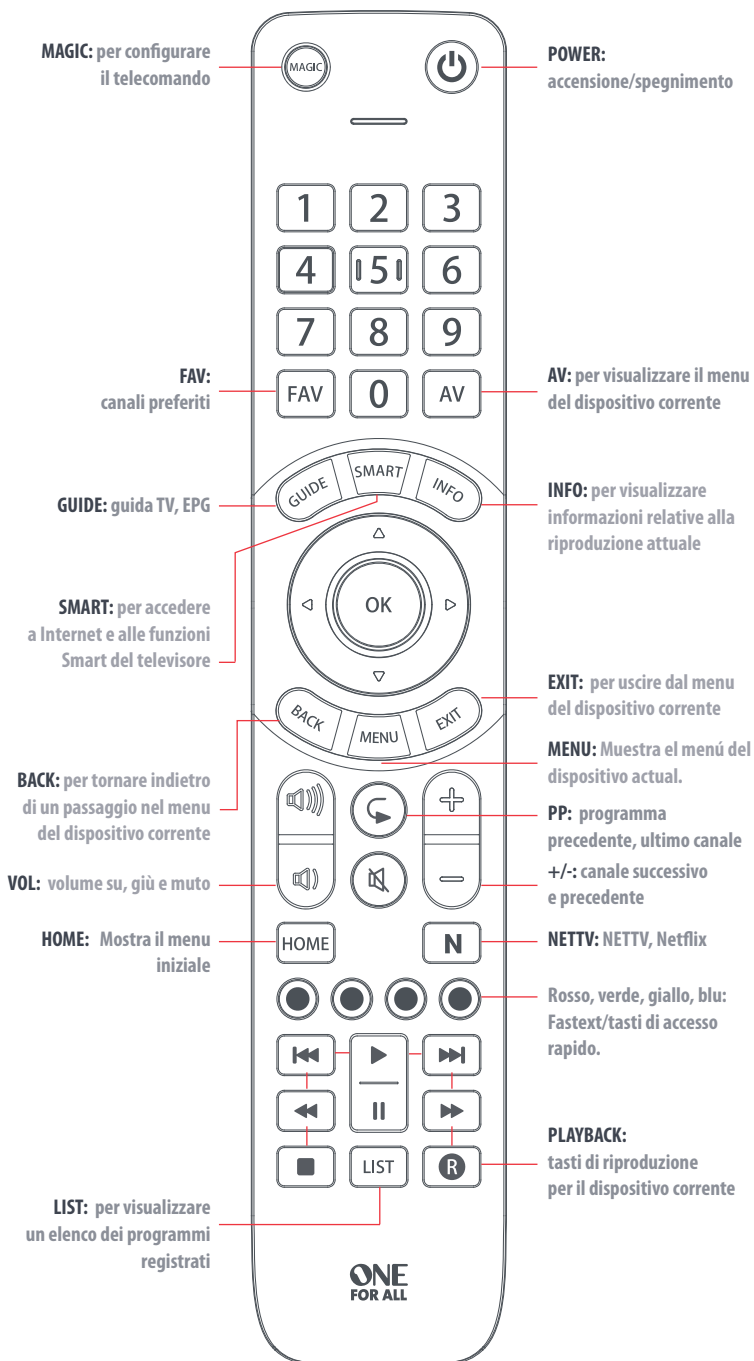 MAGIC: per configurare
il telecomando
MAGIC
POWER:
accensione/spegnimento
1 2 3
4 5 6
7 8 9
FAV:
canali preferiti
FAV 0 AV
AV: per visualizzare il menu
del dispositivo corrente
GUIDE SMART INFO
GUIDE: guida TV, EPG
INFO: per visualizzare
informazioni relative alla
riproduzione attuale
OK
SMART: per accedere
a Internet e alle funzioni
Smart del televisore
EXIT: per uscire dal menu
del dispositivo corrente
BACK MENU EXIT
MENU: Muestra el menú del
dispositivo actual.
BACK: per tornare indietro
di un passaggio nel menu
del dispositivo corrente
PP: programma
precedente, ultimo canale
+/-: canale successivo
e precedente
VOL: volume su, giù e muto
HOME: Mostra il menu
iniziale
HOME N
NETTV: NETTV, Netflix
Rosso, verde, giallo, blu:
Fastext/tasti di accesso
rapido.
LIST R
PLAYBACK:
tasti di riproduzione
per il dispositivo corrente
LIST: per visualizzare
un elenco dei programmi
registrati
ONE
FOR ALL